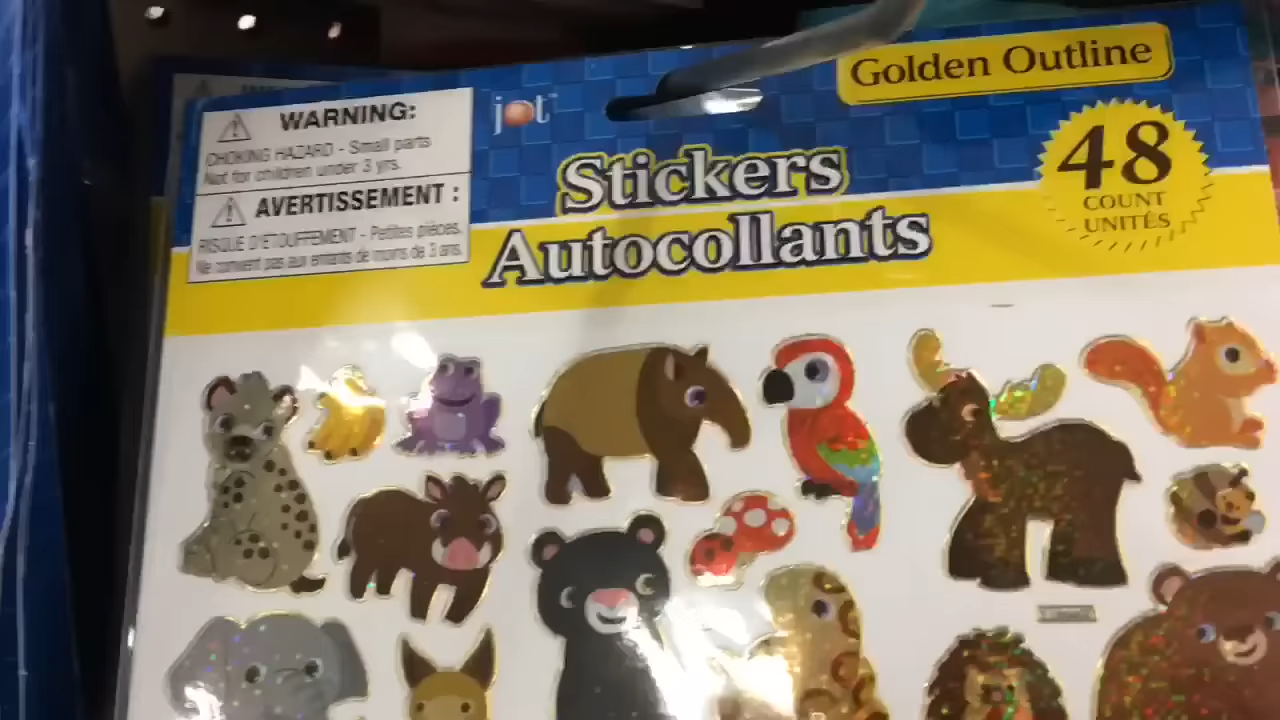 WARNING:
CHOKING HAZARD - Small parts
Not for children under 3 yrs.
AVERTISSEMENT :
RISQUE D'ÉTOUFFEMENT - Petites pièces.
Ne convient pas aux enfants de moins de 3 ans.
jot
Golden Outline
Stickers
Autocollants
48
COUNT
UNITÉS